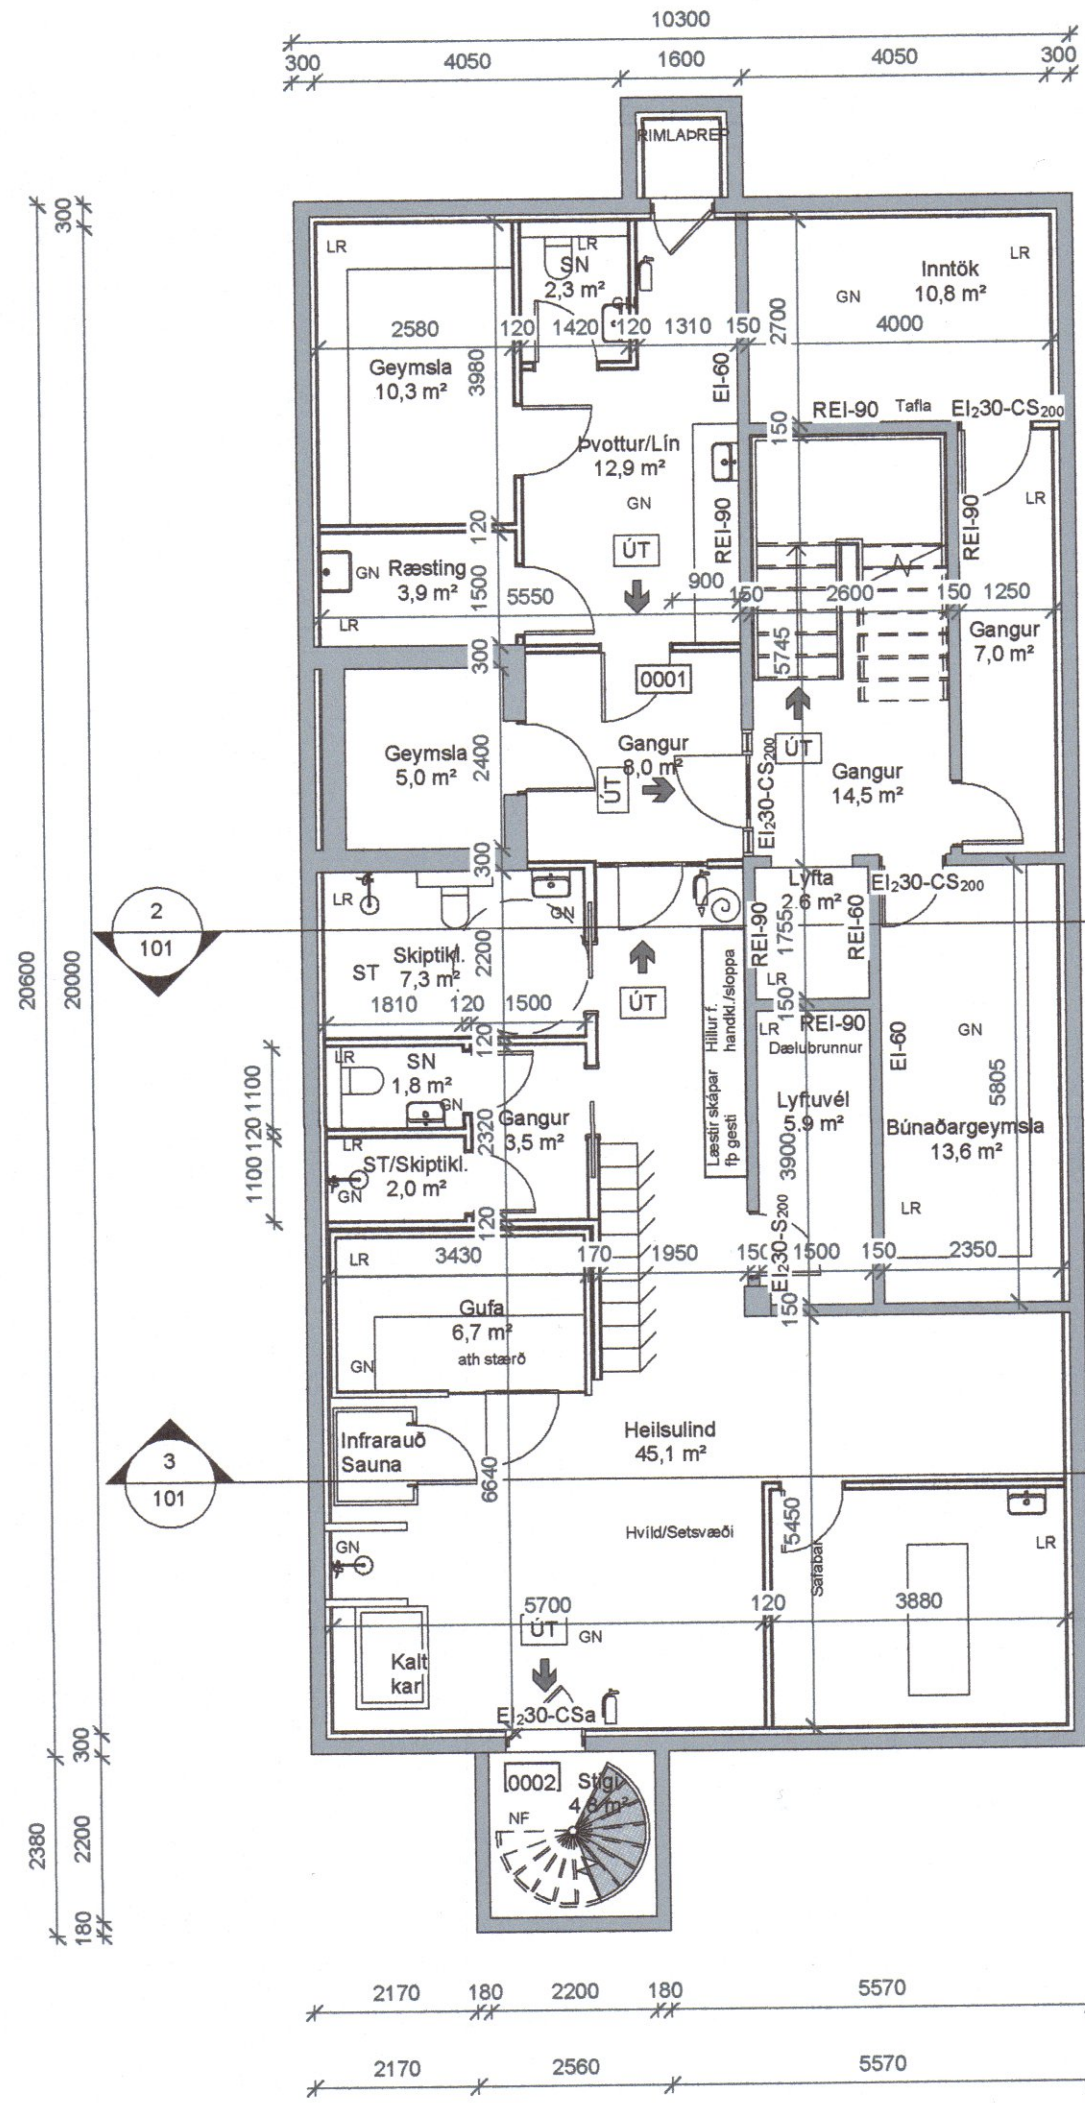 10300
300 4050 1600 4050 300
RIMLAÞREP
300
LR
LR
SN
2,3 m²
GN
LR
Inntök
10,8 m²
GN
2580 120 1420 120 1310 150 4000
2700
Geymsla
10,3 m²
3980
EI-60
REI-90 Tafla EI₂30-CS₂₀₀
150
Þvottur/Lín
12,9 m²
GN
REI-90
REI-90
LR
120
ÚT
GN Ræsting
3,9 m²
1500
LR
5550 900 150 2600 150 1250
5745
Gangur
7,0 m²
300
0001
Geymsla
5,0 m²
2400
Gangur
8,0 m²
ÚT
ÚT
EI₂30-CS₂₀₀
Gangur
14,5 m²
300
Lyfta
2,6 m²
EI₂30-CS₂₀₀
2
101
LR
GN
Skiptikl.
7,3 m²
ST
2200
REI-90
1755
REI-60
LR
20600
20000
1810 120 1500
ÚT
150
120
LR
SN
1,8 m²
GN
Læstir skápar Hillur f.
fþ gesti handkl./sloppa
LR
REI-90
Dælubrunnur
EI-60
GN
5805
1100 120 1100
2320
Gangur
3,5 m²
Lyftuvél
5,9 m²
3900
Búnaðargeymsla
13,6 m²
LR
ST/Skiptikl.
2,0 m²
GN
LR
120
EI₂30-S₂₀₀
LR
3430 170 1950 150 1500 150 2350
Gufa
6,7 m²
ath stærð
GN
150
Heilsulind
45,1 m²
Infrarauð
Sauna
3
101
6640
GN
Hvíld/Setsvæði
5450
Safabar
LR
5700 120 3880
ÚT
GN
Kalt
kar
EI₂30-CSa
300
0002
Stigi
4,8 m²
NF
2380
2200
180
2170 180 2200 180 5570
2170 2560 5570